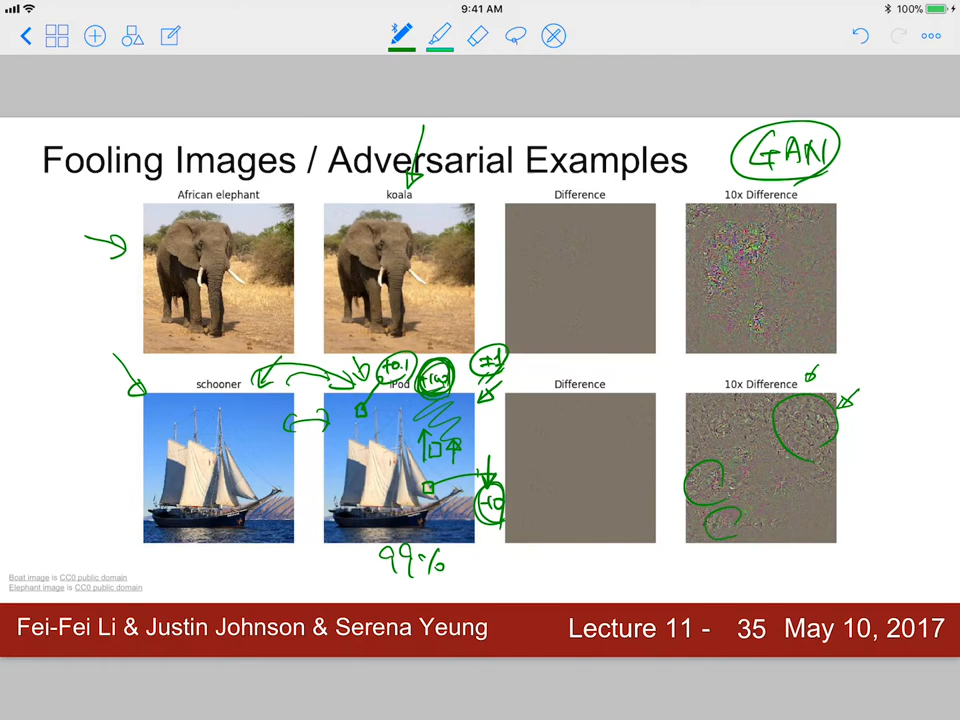 9:41 AM
100%
Fooling Images / Adversarial Examples
GAN
African elephant koala Difference 10x Difference
+0.1
schooner iPod Difference 10x Difference
99%
Boat image is CC0 public domain
Elephant image is CC0 public domain
Fei-Fei Li & Justin Johnson & Serena Yeung Lecture 11 - 35 May 10, 2017